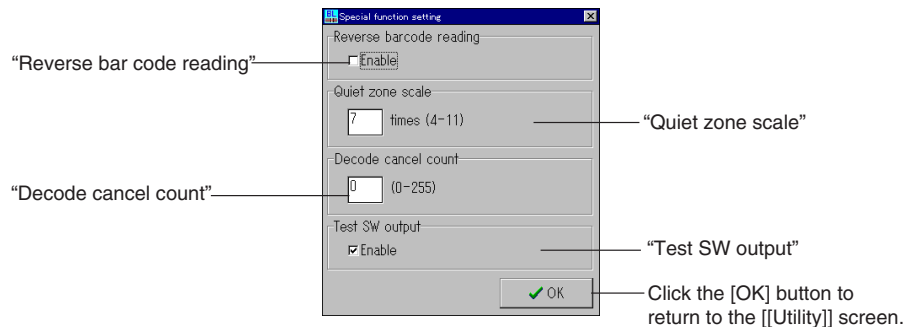 BL
Special function setting
Reverse barcode reading
“Reverse bar code reading”
Enable
Quiet zone scale
7 times (4-11)
“Quiet zone scale”
Decode cancel count
“Decode cancel count”
0 (0-255)
Test SW output
Enable
“Test SW output”
OK
Click the [OK] button to
return to the [[Utility]] screen.